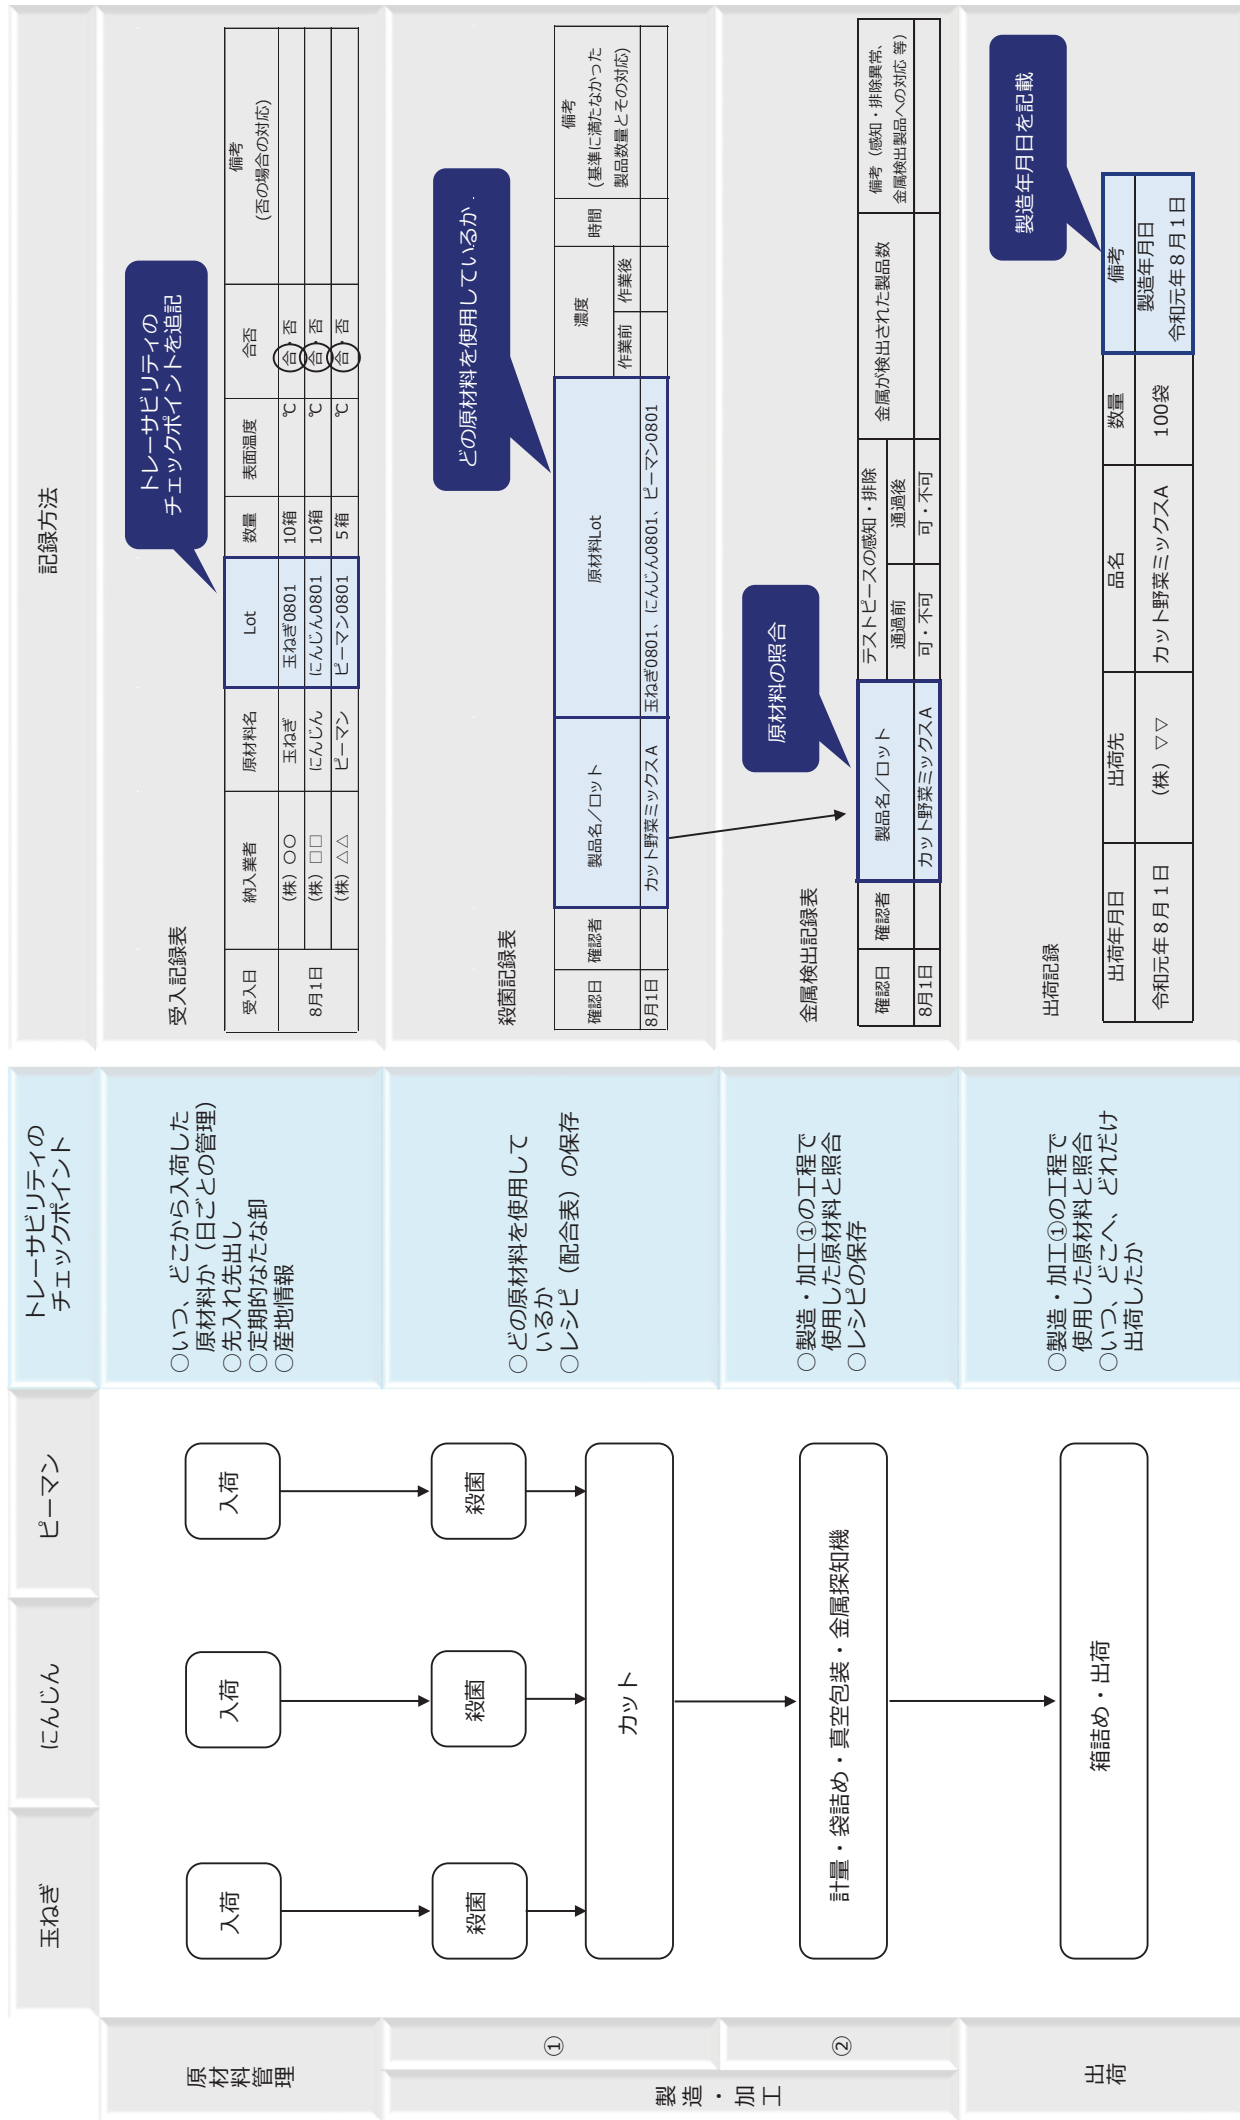 玉ねぎ
にんじん
ピーマン
トレーサビリティの
チェックポイント
記録方法
原材料管理
入荷
入荷
入荷
○いつ、どこから入荷した
原材料か（日ごとの管理）
○先入れ先出し
○定期的なたな卸
○産地情報
受入記録表
トレーサビリティの
チェックポイントを追記
受入日 納入業者 原材料名 Lot 数量 表面温度 合否 備考
(否の場合の対応)
8月1日
(株) 〇〇 玉ねぎ 玉ねぎ0801 10箱 ℃ 合・否
(株) □□ にんじん にんじん0801 10箱 ℃ 合・否
(株) △△ ピーマン ピーマン0801 5箱 ℃ 合・否
製造・加工
①
殺菌
殺菌
殺菌
カット
○どの原材料を使用して
いるか
○レシピ（配合表）の保存
殺菌記録表
どの原材料を使用しているか
確認日 確認者 製品名／ロット 原材料Lot 濃度 時間 備考
(基準に満たなかった
製品数量とその対応)
作業前 作業後
8月1日 カット野菜ミックスA 玉ねぎ0801、にんじん0801、ピーマン0801
②
計量・袋詰め・真空包装・金属探知機
○製造・加工①の工程で
使用した原材料と照合
○レシピの保存
金属検出記録表
原材料の照合
確認日 確認者 製品名／ロット テストピースの感知・排除 金属が検出された製品数 備考（感知・排除異常、
金属検出製品への対応 等)
通過前 通過後
8月1日 カット野菜ミックスA 可・不可 可・不可
出荷
箱詰め・出荷
○製造・加工①の工程で
使用した原材料と照合
○いつ、どこへ、どれだけ
出荷したか
出荷記録
製造年月日を記載
出荷年月日 出荷先 品名 数量 備考
令和元年8月1日 (株) ▽▽ カット野菜ミックスA 100袋 製造年月日
令和元年8月1日